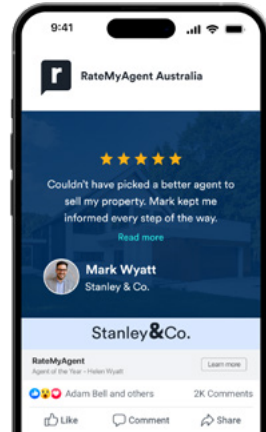 9:41
r
RateMyAgent Australia
Couldn't have picked a better agent to
sell my property. Mark kept me
informed every step of the way.
Read more
Mark Wyatt
Stanley & Co.
Stanley&Co.
RateMyAgent
Learn more
Agent of the Year – Helen Wyatt
Adam Bell and others
2K Comments
Like
Comment
Share